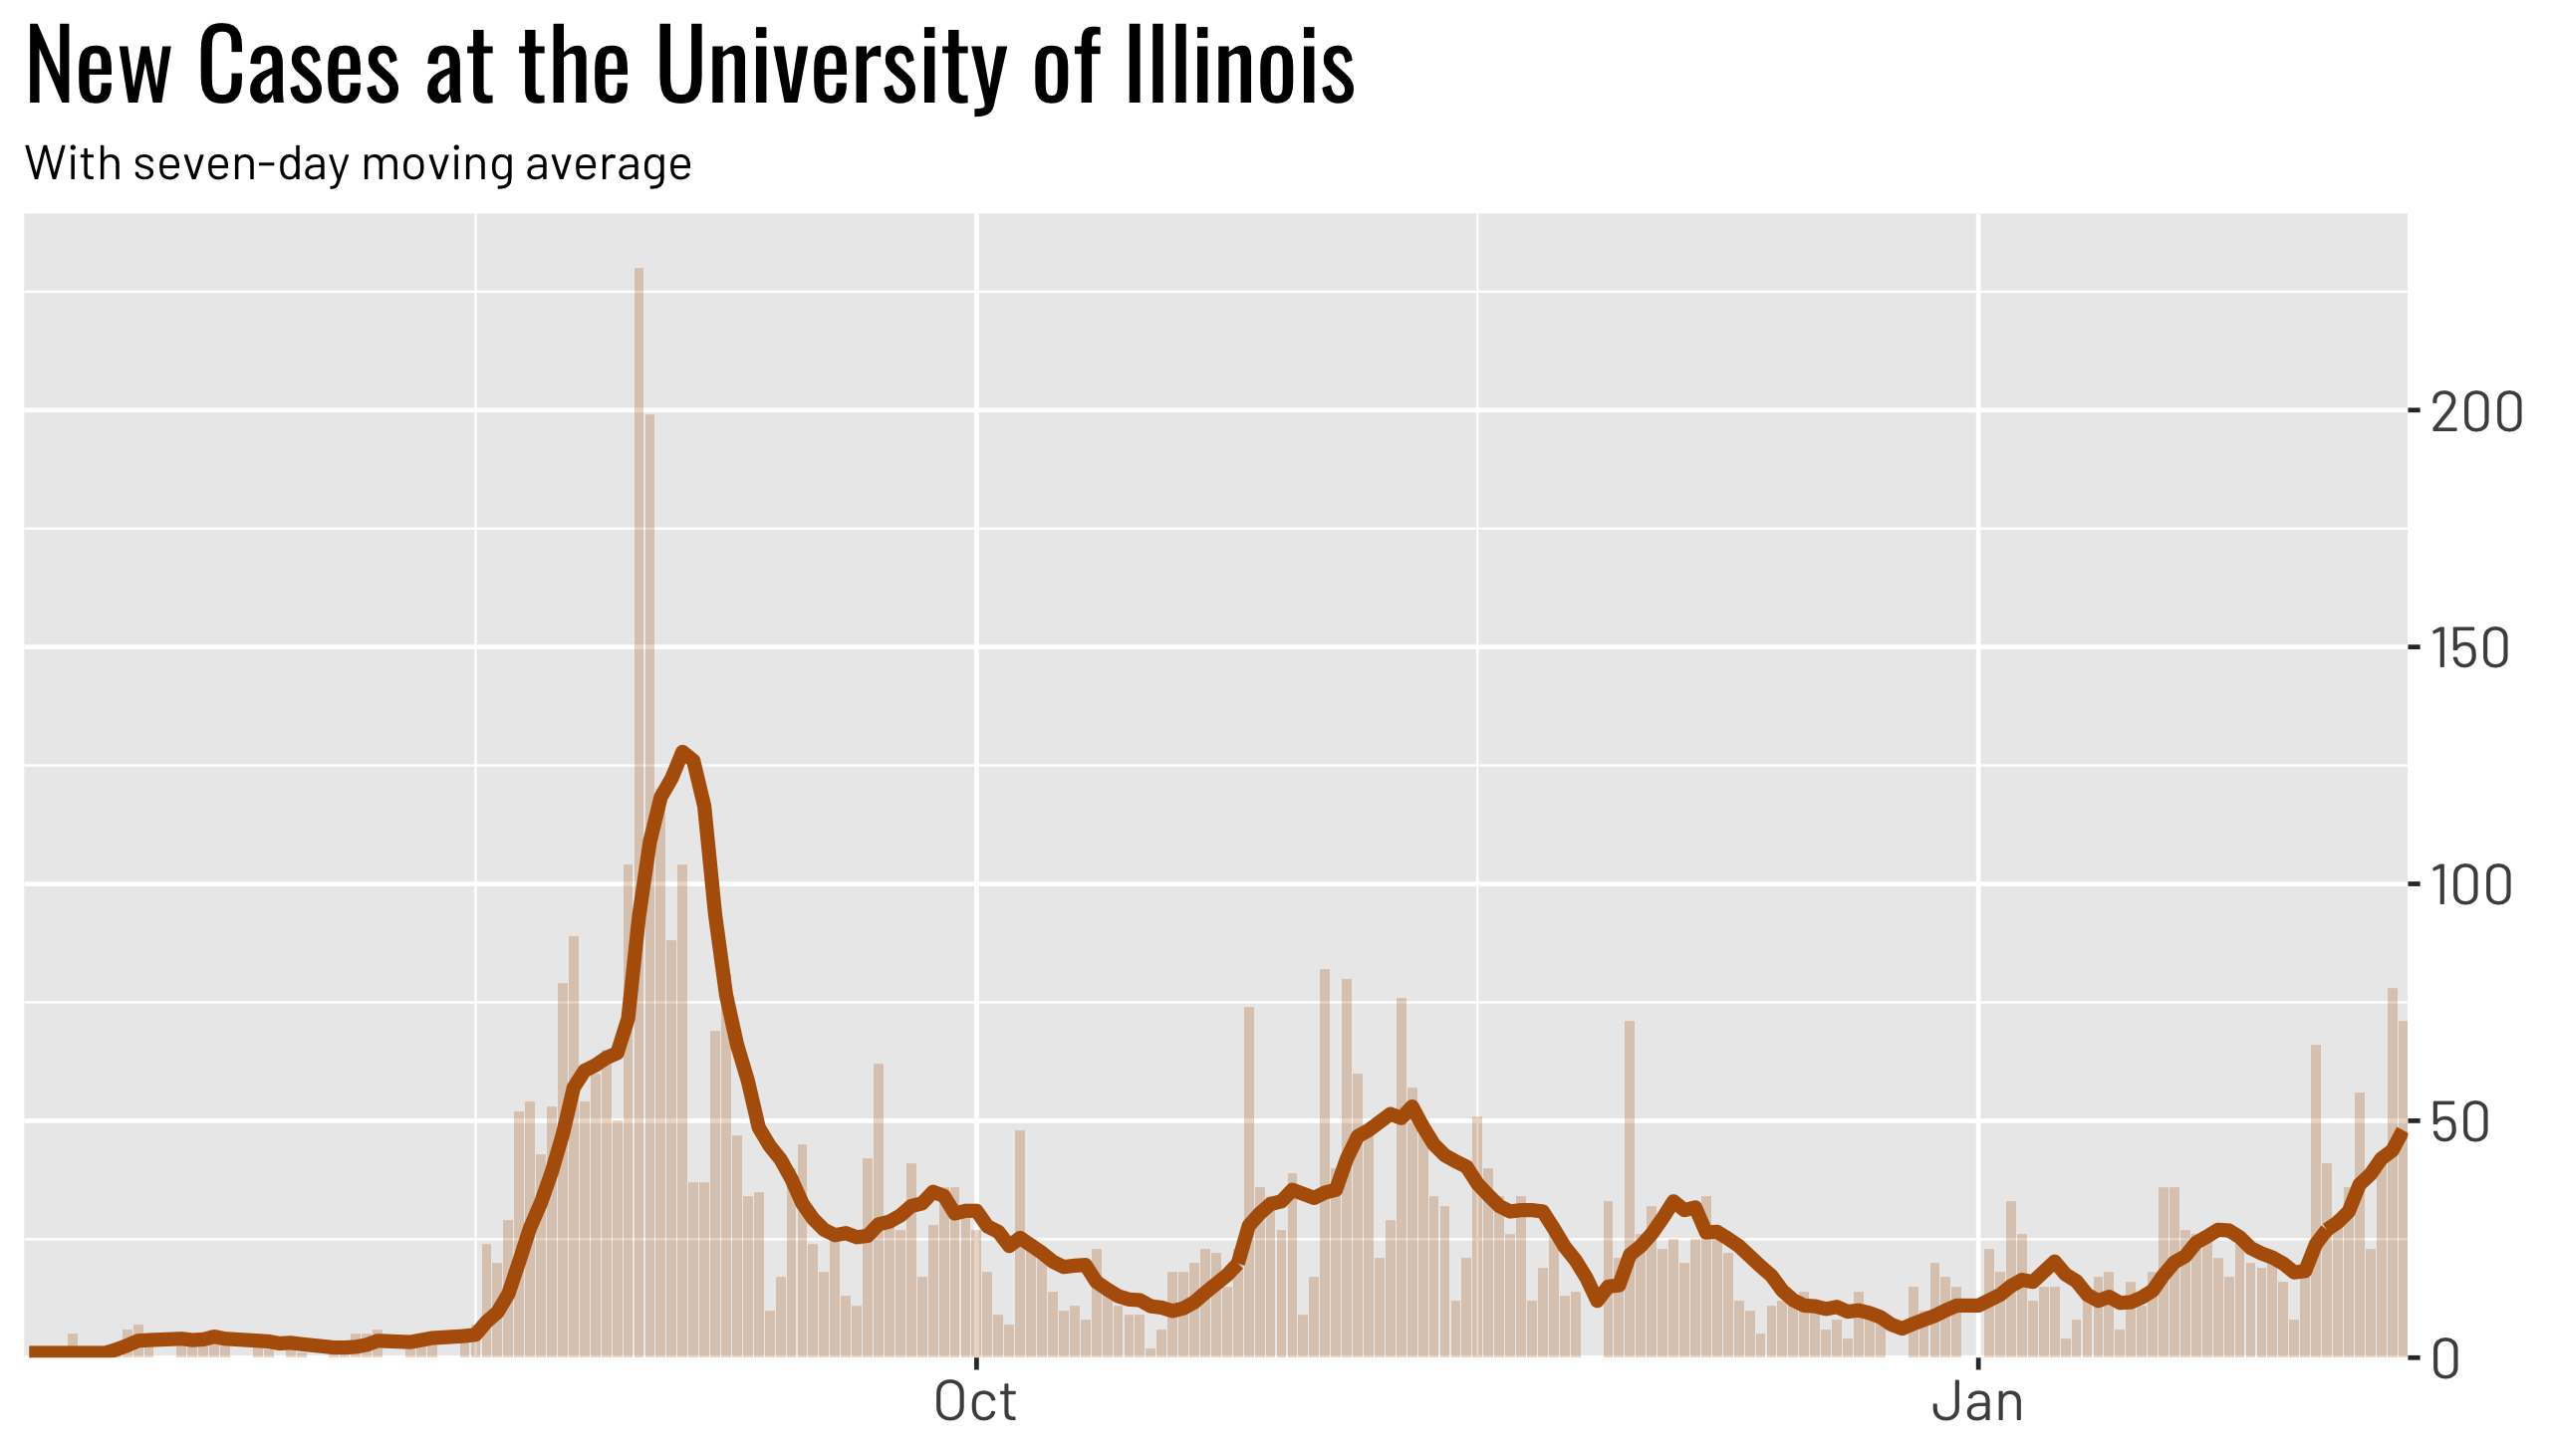 New Cases at the University of Illinois
With seven-day moving average
200
150
100
50
0
Oct
Jan